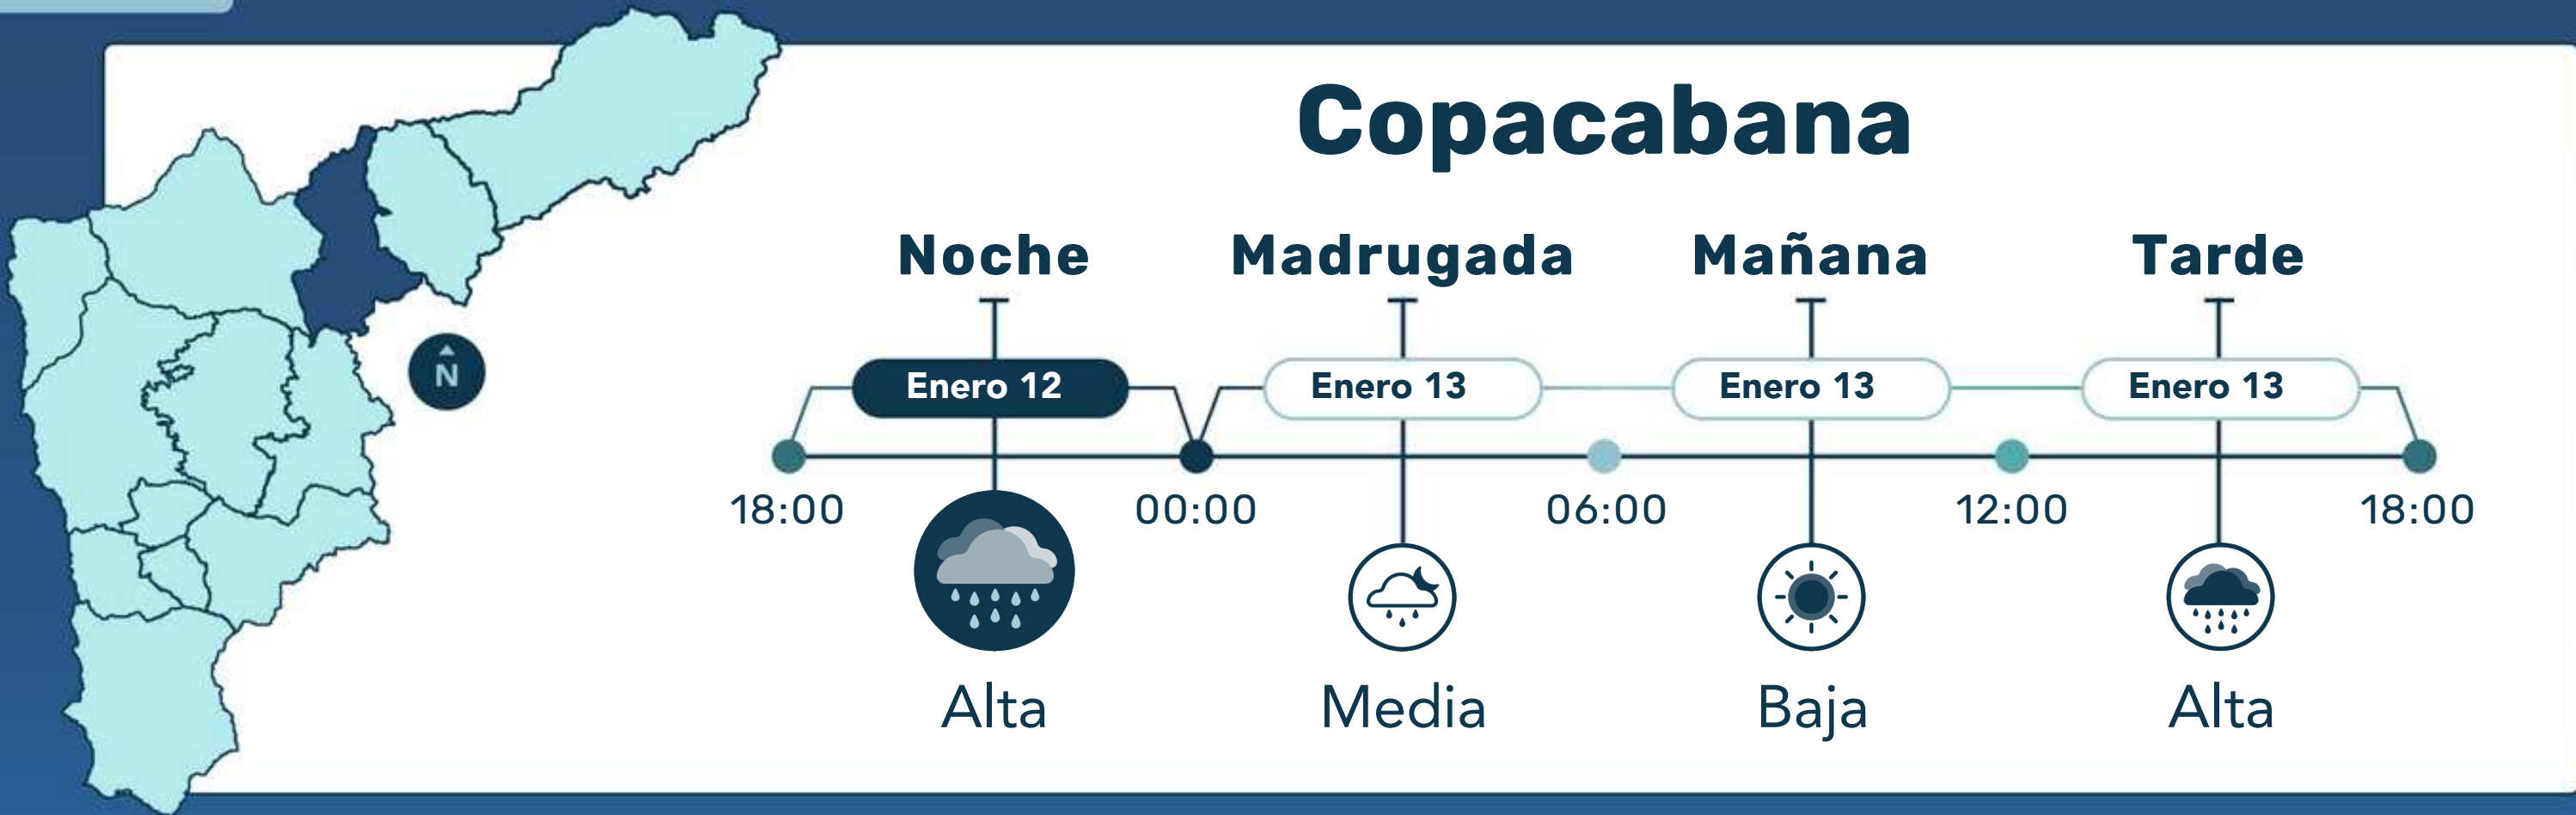 Copacabana
Noche
Madrugada
Mañana
Tarde
Enero 12
Enero 13
Enero 13
Enero 13
N
18:00
00:00
06:00
12:00
18:00
Alta
Media
Baja
Alta